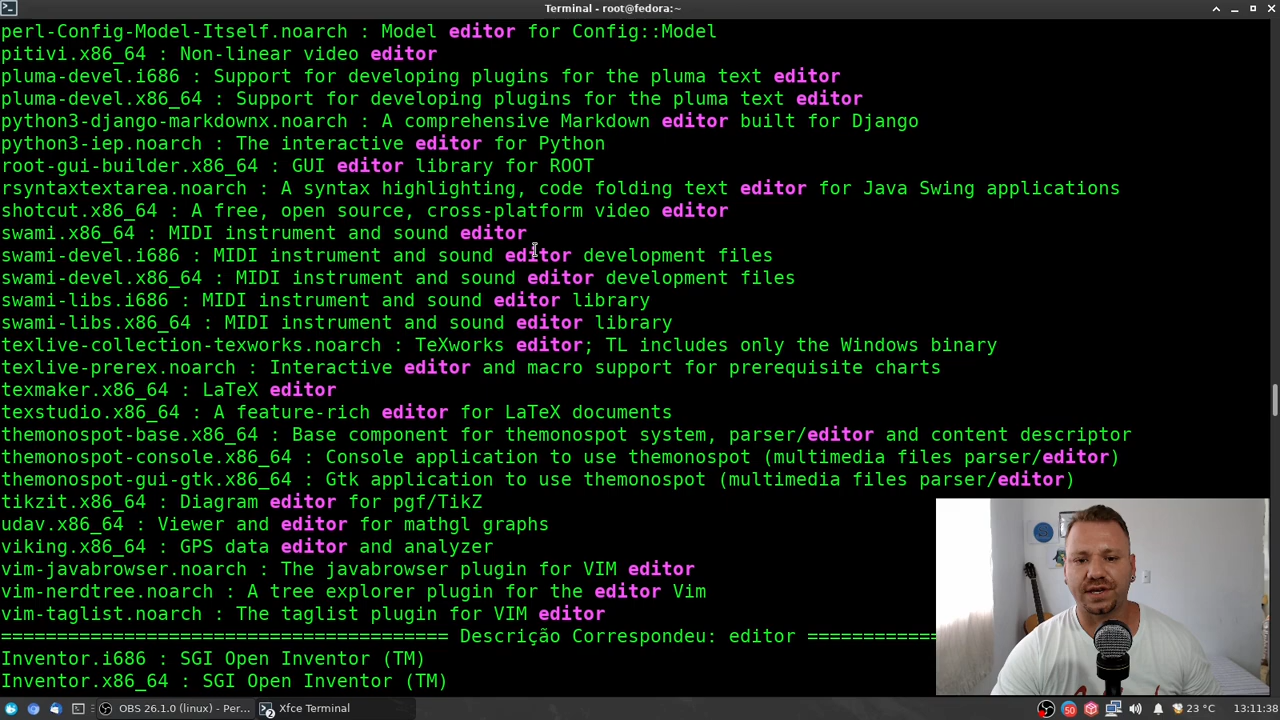 Terminal - root@fedora:~
perl-Config-Model-Itself.noarch : Model editor for Config::Model
pitivi.x86_64 : Non-linear video editor
pluma-devel.i686 : Support for developing plugins for the pluma text editor
pluma-devel.x86_64 : Support for developing plugins for the pluma text editor
python3-django-markdownx.noarch : A comprehensive Markdown editor built for Django
python3-iep.noarch : The interactive editor for Python
root-gui-builder.x86_64 : GUI editor library for ROOT
rsyntaxtextarea.noarch : A syntax highlighting, code folding text editor for Java Swing applications
shotcut.x86_64 : A free, open source, cross-platform video editor
swami.x86_64 : MIDI instrument and sound editor
swami-devel.i686 : MIDI instrument and sound editor development files
swami-devel.x86_64 : MIDI instrument and sound editor development files
swami-libs.i686 : MIDI instrument and sound editor library
swami-libs.x86_64 : MIDI instrument and sound editor library
texlive-collection-texworks.noarch : TeXworks editor; TL includes only the Windows binary
texlive-prerex.noarch : Interactive editor and macro support for prerequisite charts
texmaker.x86_64 : LaTeX editor
texstudio.x86_64 : A feature-rich editor for LaTeX documents
themonospot-base.x86_64 : Base component for themonospot system, parser/editor and content descriptor
themonospot-console.x86_64 : Console application to use themonospot (multimedia files parser/editor)
themonospot-gui-gtk.x86_64 : Gtk application to use themonospot (multimedia files parser/editor)
tikzit.x86_64 : Diagram editor for pgf/TikZ
udav.x86_64 : Viewer and editor for mathgl graphs
viking.x86_64 : GPS data editor and analyzer
vim-javabrowser.noarch : The javabrowser plugin for VIM editor
vim-nerdtree.noarch : A tree explorer plugin for the editor Vim
vim-taglist.noarch : The taglist plugin for VIM editor
======================================== Descrição Correspondeu: editor ============
Inventor.i686 : SGI Open Inventor (TM)
Inventor.x86_64 : SGI Open Inventor (TM)
OBS 26.1.0 (linux) - Per... 2 Xfce Terminal 50 23 °C 13:11:38